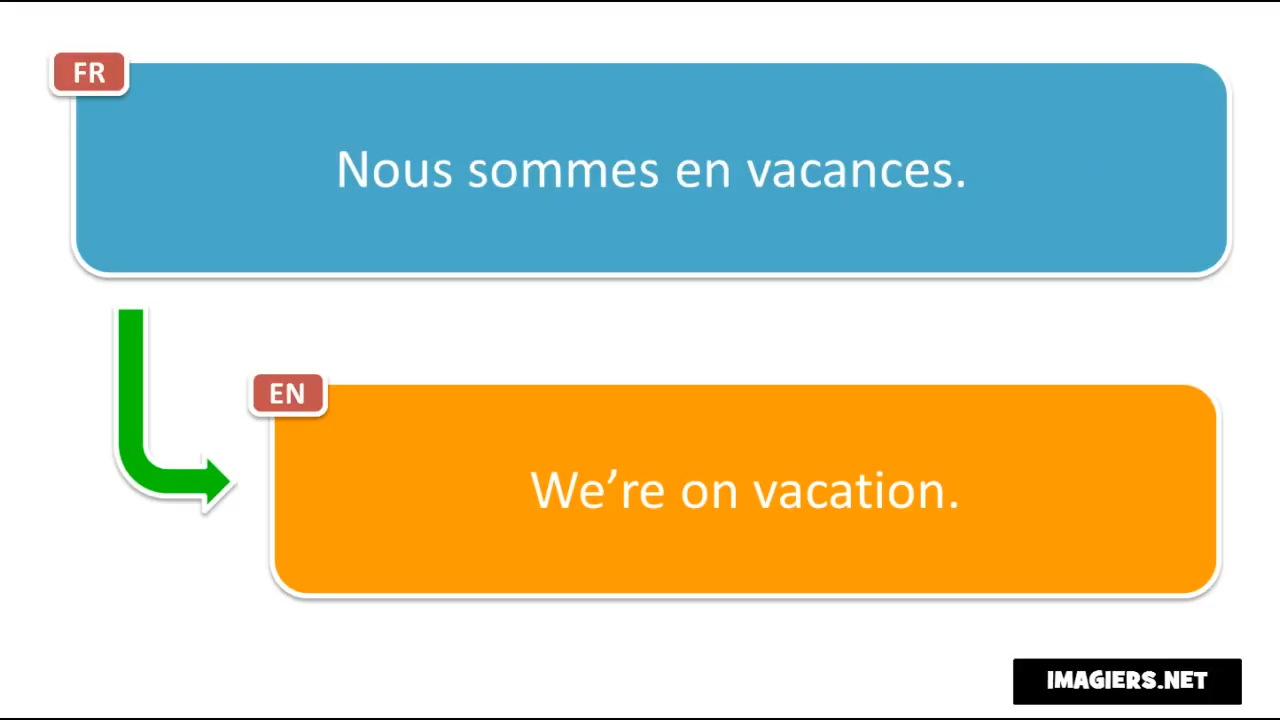 FR
Nous sommes en vacances.
EN
We’re on vacation.
IMAGIERS.NET